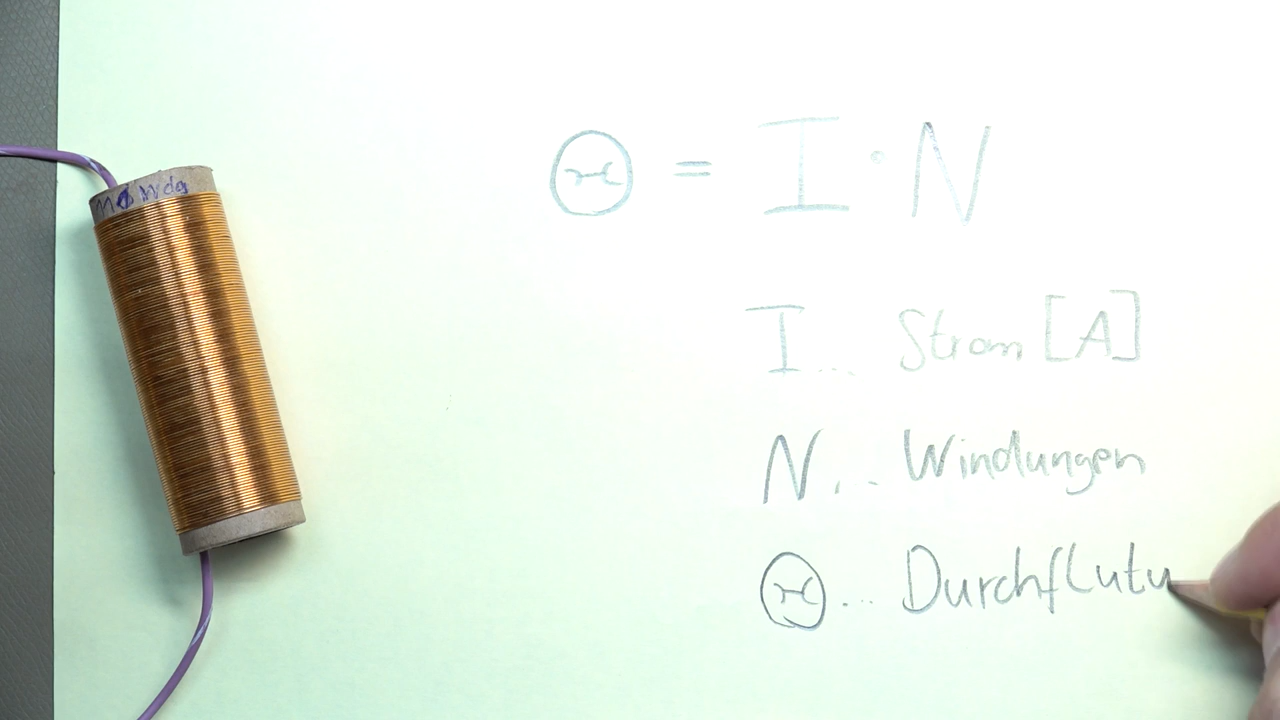 Θ = I · N
I... Strom [A]
N... Windungen
Θ... Durchflutu